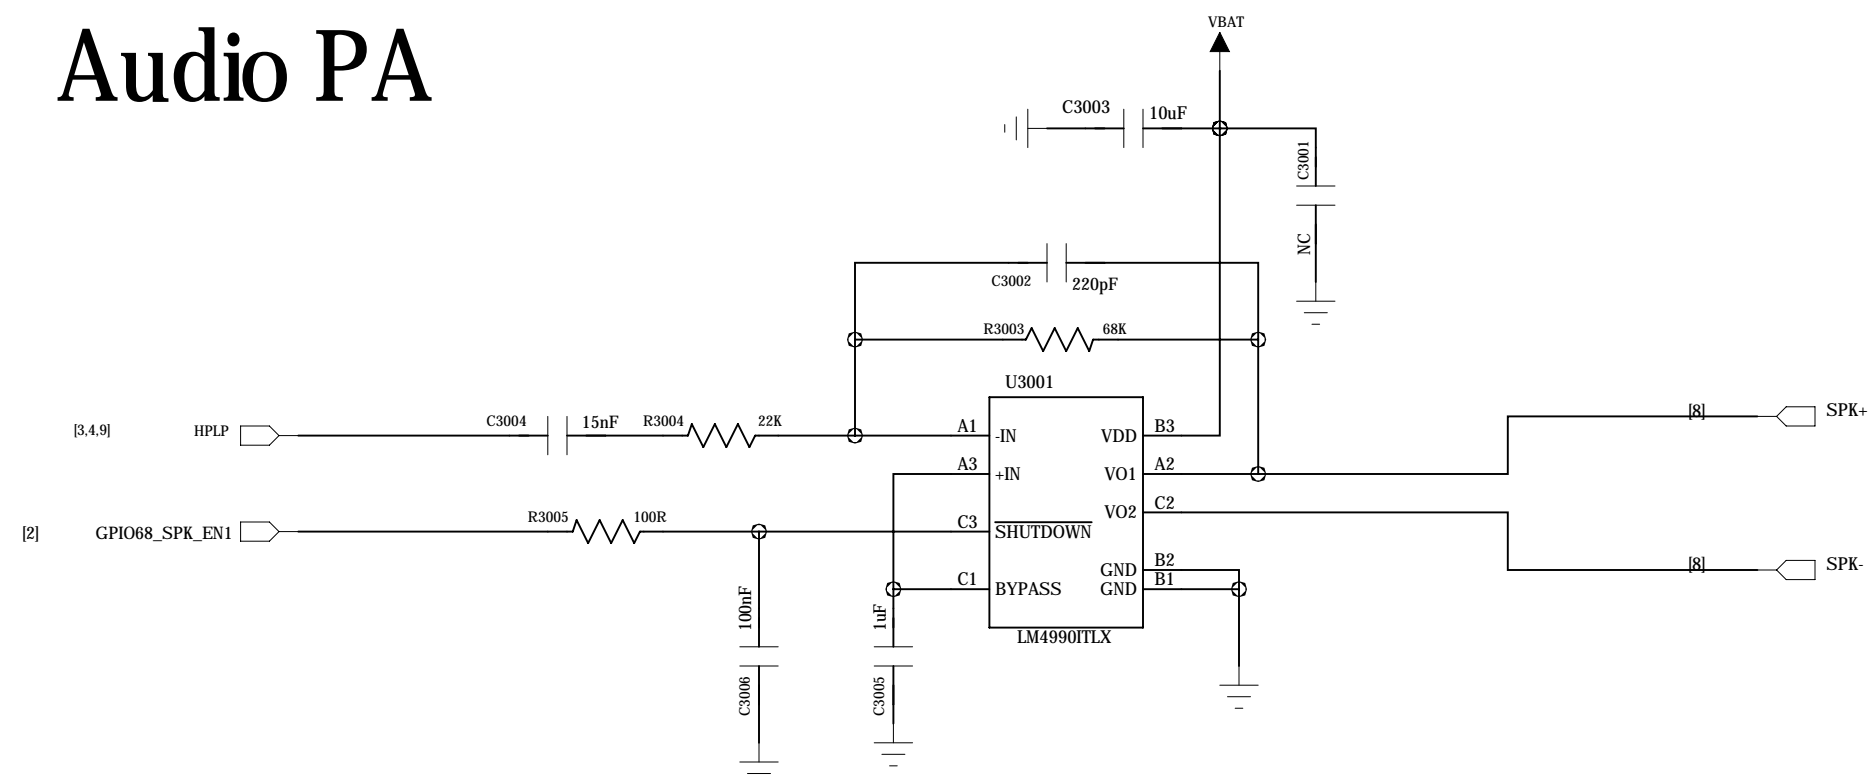 Audio PA
VBAT
C3003
10uF
C3001
NC
C3002
220pF
R3003
68K
U3001
[3,4,9]
HPLP
C3004
15nF
R3004
22K
A1
-IN
VDD
B3
A3
+IN
VO1
A2
[8]
SPK+
VO2
C2
[2]
GPIO68_SPK_EN1
R3005
100R
C3
SHUTDOWN
GND
B2
[8]
SPK-
C1
BYPASS
GND
B1
100nF
1uF
LM4990ITLX
C3006
C3005